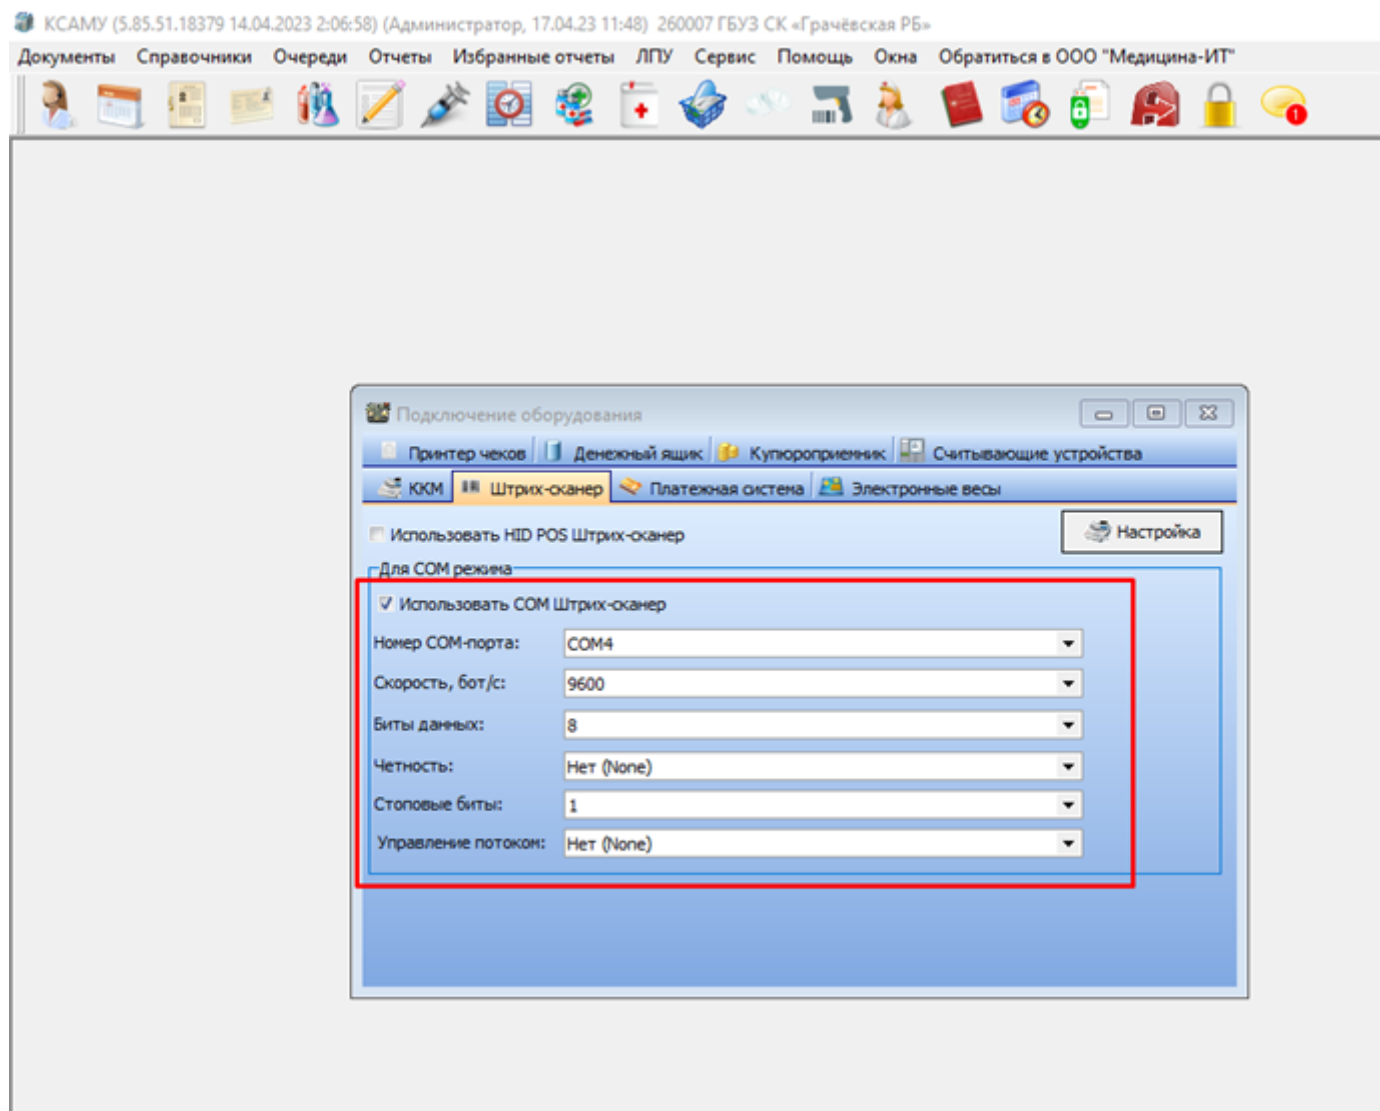 КСАМУ (5.85.51.18379 14.04.2023 2:06:58) (Администратор, 17.04.23 11:48) 260007 ГБУЗ СК «Грачёвская РБ»
Документы Справочники Очереди Отчеты Избранные отчеты ЛПУ Сервис Помощь Окна Обратиться в ООО "Медицина-ИТ"
1
Подключение оборудования
Принтер чеков Денежный ящик Купюроприемник Считывающие устройства
ККМ Штрих-сканер Платежная система Электронные весы
Использовать HID POS Штрих-сканер Настройка
Для COM режима
Использовать COM Штрих-сканер
Номер COM-порта: COM4
Скорость, бот/с: 9600
Биты данных: 8
Четность: Нет (None)
Стоповые биты: 1
Управление потоком: Нет (None)